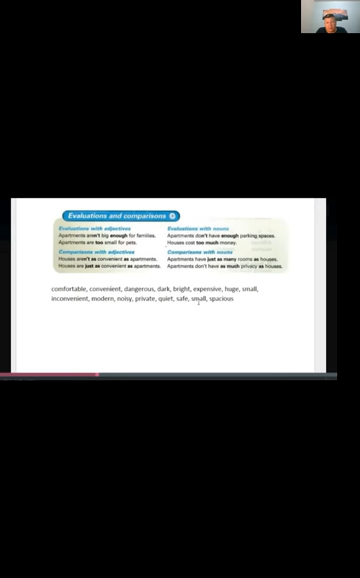 Evaluations and comparisons
Evaluations with adjectives
Apartments aren't big enough for families.
Apartments are too small for pets.
Comparisons with adjectives
Houses aren't as convenient as apartments.
Houses are just as convenient as apartments.
Evaluations with nouns
Apartments don't have enough parking spaces.
Houses cost too much money.
Comparisons with nouns
Apartments have just as many rooms as houses.
Apartments don't have as much privacy as houses.
comfortable, convenient, dangerous, dark, bright, expensive, huge, small,
inconvenient, modern, noisy, private, quiet, safe, small, spacious